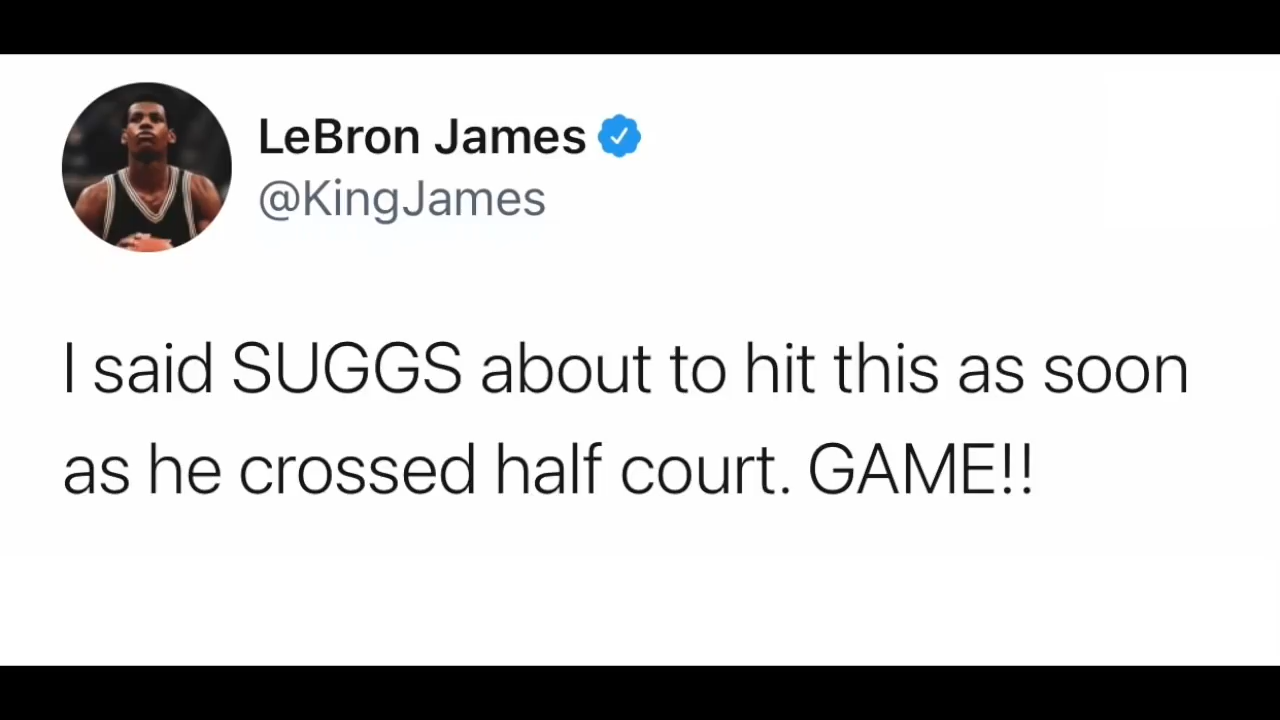 LeBron James
@KingJames
I said SUGGS about to hit this as soon
as he crossed half court. GAME!!